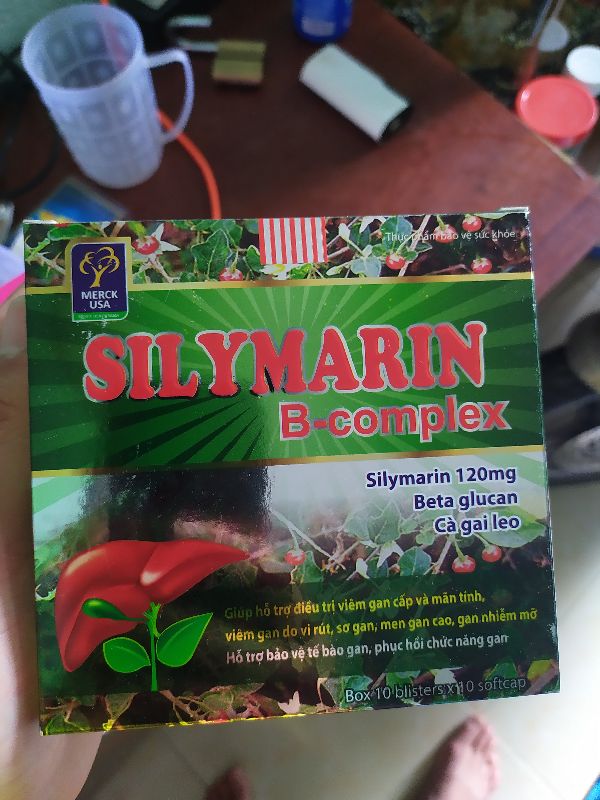 Thực phẩm bảo vệ sức khỏe
MERCK
USA
SILYMARIN
B-complex
Silymarin 120mg
Beta glucan
Cà gai leo
Giúp hỗ trợ điều trị viêm gan cấp và mãn tính,
viêm gan do vi rút, sơ gan, men gan cao, gan nhiễm mỡ
Hỗ trợ bảo vệ tế bào gan, phục hồi chức năng gan
Box 10 blisters x 10 softcap